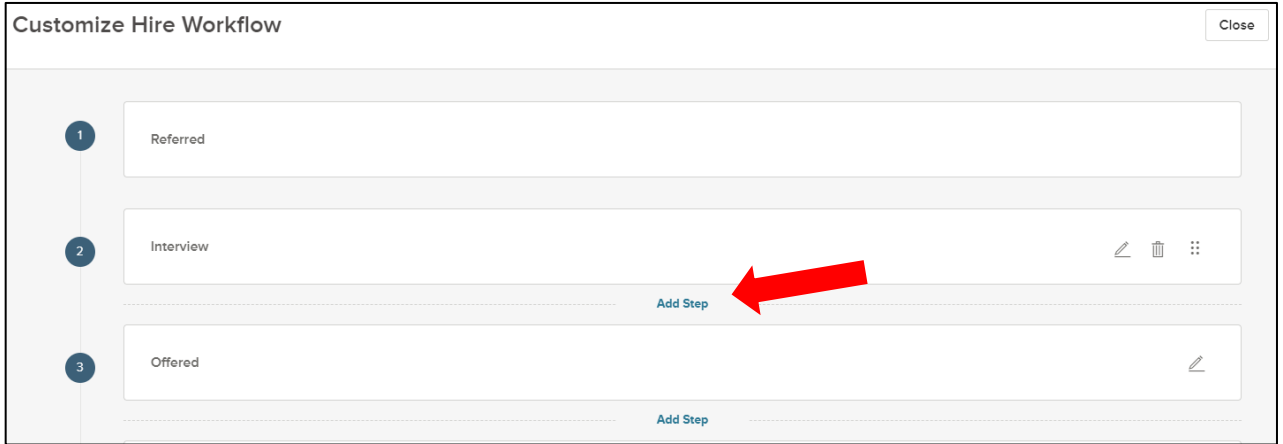 Customize Hire Workflow
Close
1
Referred
2
Interview
Add Step
3
Offered
Add Step